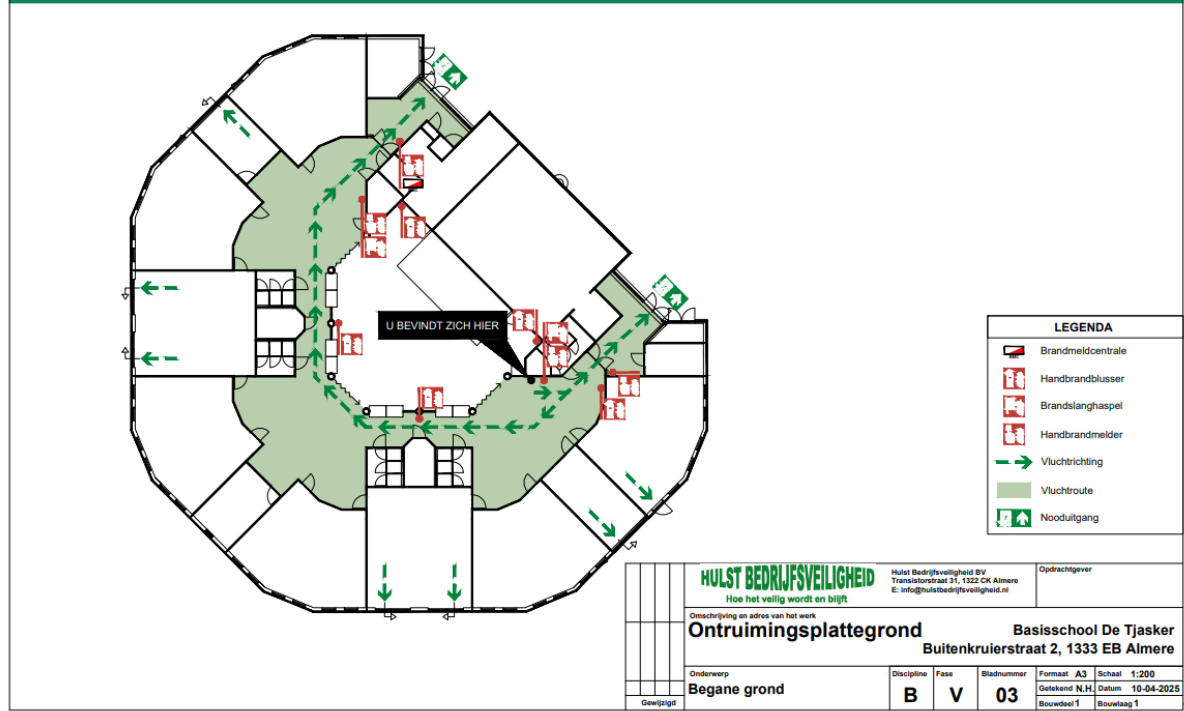 U BEVINDT ZICH HIER
LEGENDA
Brandmeldcentrale
Handbrandblusser
Brandslanghaspel
Handbrandmelder
Vluchtrichting
Vluchtroute
Nooduitgang
HULST BEDRIJFSVEILIGHEID
Hoe het veilig wordt en blijft
Hulst Bedrijfsveiligheid BV
Transistorstraat 31, 1322 CK Almere
E: info@hulstbedrijfsveiligheid.nl
Opdrachtgever
Omschrijving en adres van het werk
Ontruimingsplattegrond
Basisschool De Tjasker
Buitenkruierstraat 2, 1333 EB Almere
Onderwerp
Begane grond
Discipline
B
Fase
V
Bladnummer
03
Formaat A3 Schaal 1:200
Getekend N.H. Datum 10-04-2025
Bouwdeel 1 Bouwlaag 1
Gewijzigd